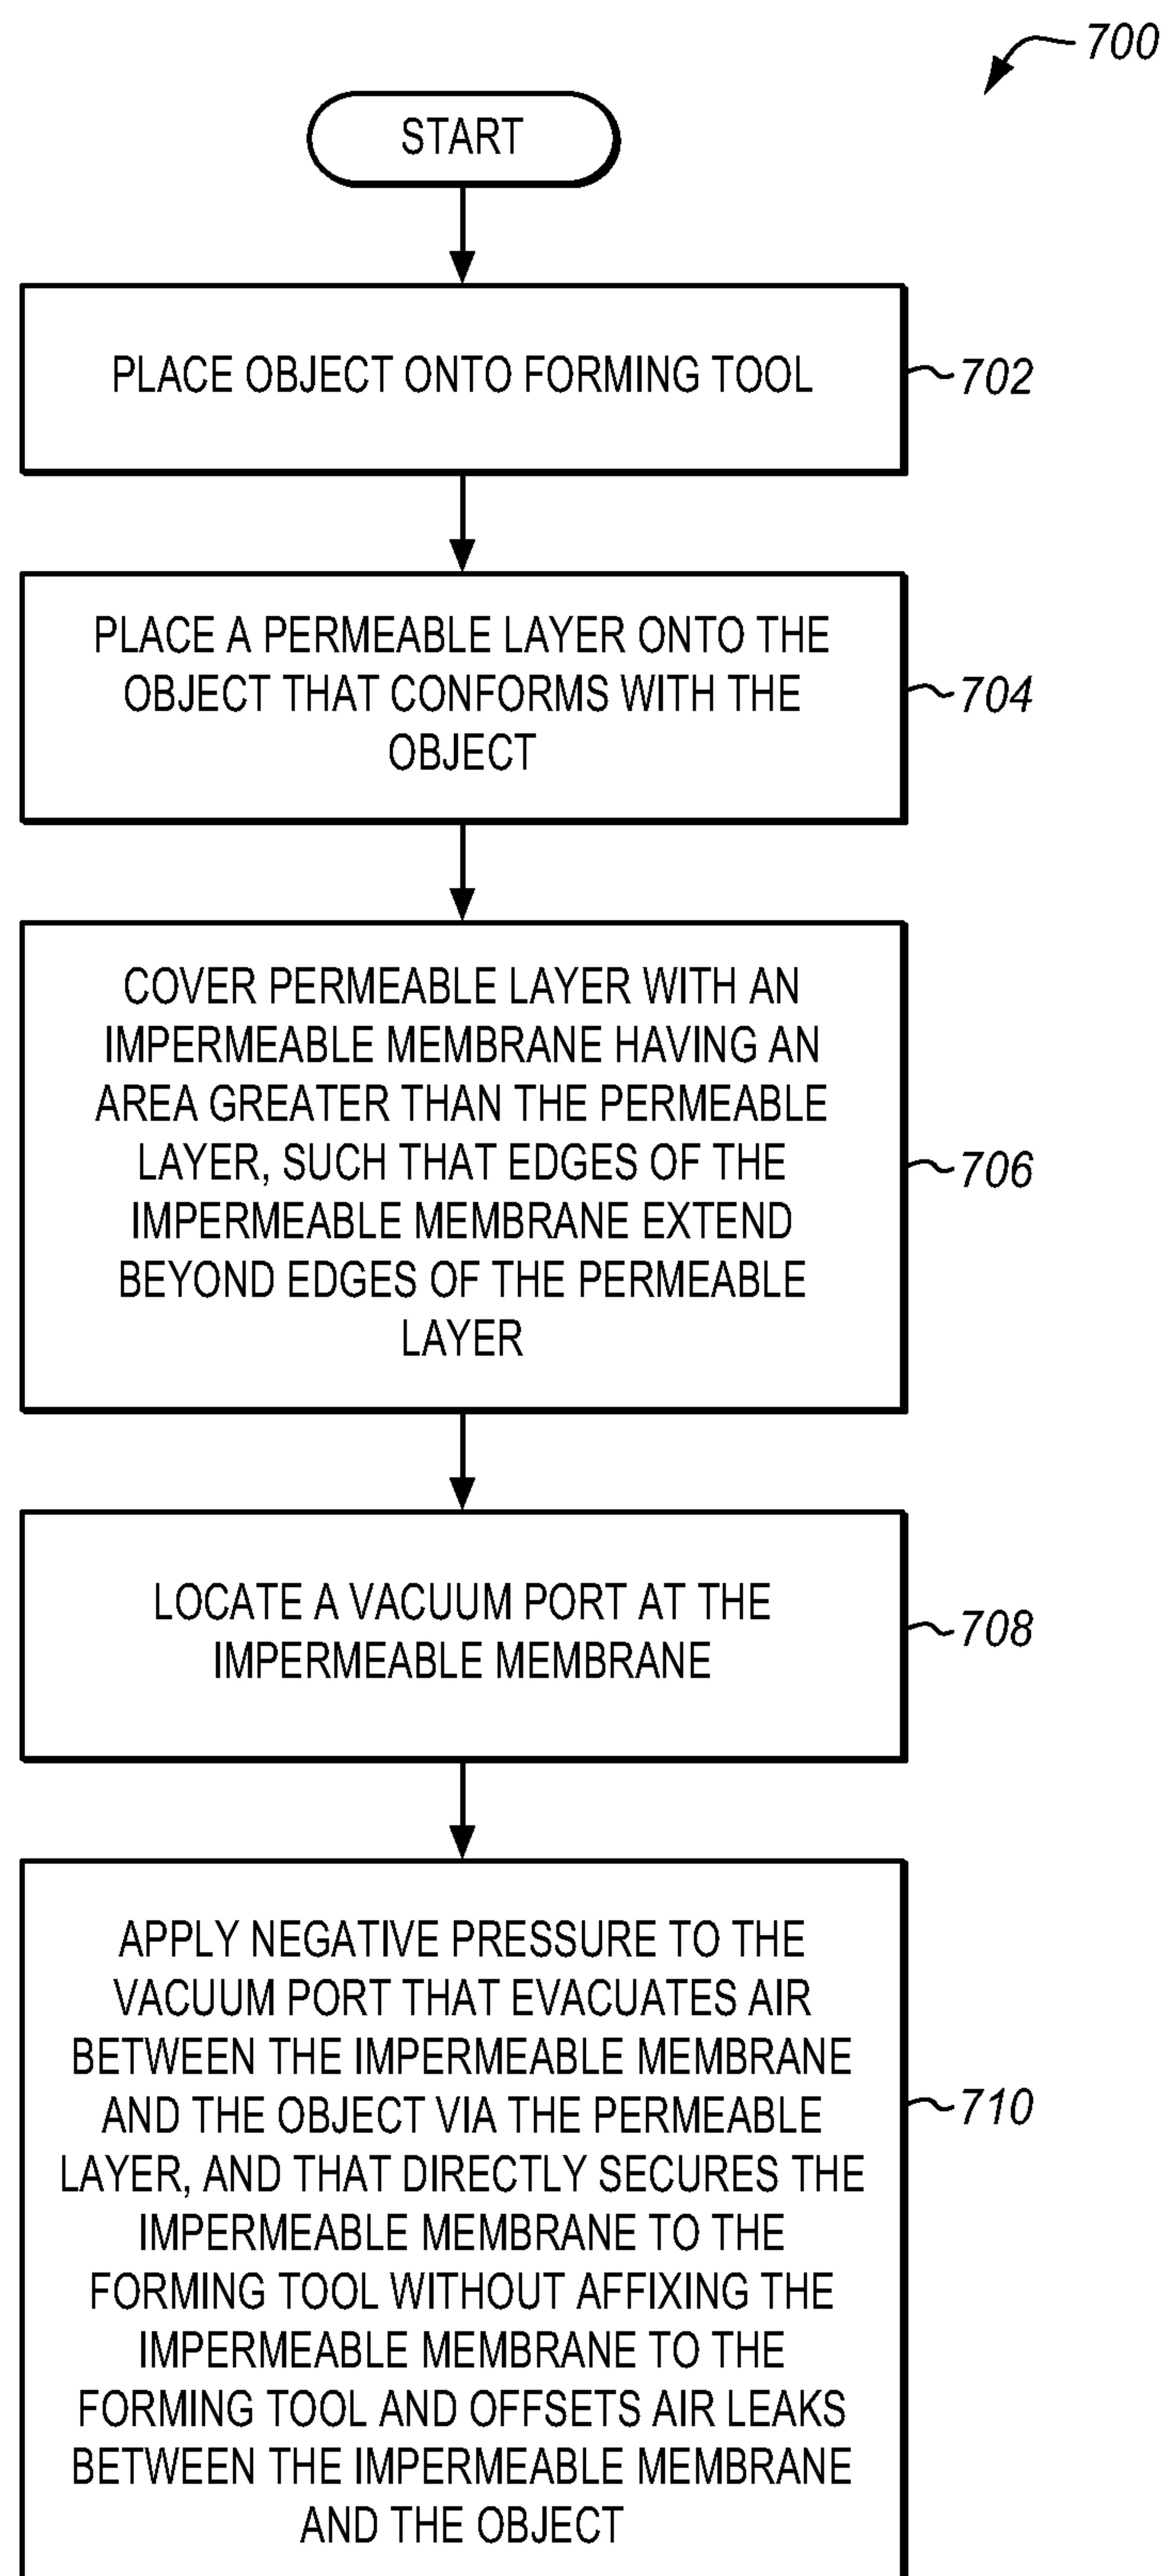 700
START
PLACE OBJECT ONTO FORMING TOOL
702
PLACE A PERMEABLE LAYER ONTO THE
OBJECT THAT CONFORMS WITH THE
OBJECT
704
COVER PERMEABLE LAYER WITH AN
IMPERMEABLE MEMBRANE HAVING AN
AREA GREATER THAN THE PERMEABLE
LAYER, SUCH THAT EDGES OF THE
IMPERMEABLE MEMBRANE EXTEND
BEYOND EDGES OF THE PERMEABLE
LAYER
706
LOCATE A VACUUM PORT AT THE
IMPERMEABLE MEMBRANE
708
APPLY NEGATIVE PRESSURE TO THE
VACUUM PORT THAT EVACUATES AIR
BETWEEN THE IMPERMEABLE MEMBRANE
AND THE OBJECT VIA THE PERMEABLE
LAYER, AND THAT DIRECTLY SECURES THE
IMPERMEABLE MEMBRANE TO THE
FORMING TOOL WITHOUT AFFIXING THE
IMPERMEABLE MEMBRANE TO THE
FORMING TOOL AND OFFSETS AIR LEAKS
BETWEEN THE IMPERMEABLE MEMBRANE
AND THE OBJECT
710